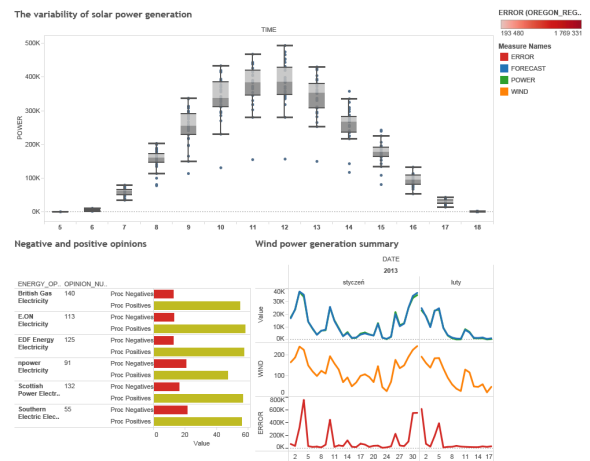 The variability of solar power generation
TIME
ERROR (OREGON_REG..
193 480 1 769 331
Measure Names
ERROR
FORECAST
POWER
WIND
POWER
500K
400K
300K
200K
100K
0K
5 6 7 8 9 10 11 12 13 14 15 16 17 18
Negative and positive opinions
ENERGY_OP.. OPINION_NU..
British Gas Electricity 140 Proc Negatives
Proc Positives
E.ON Electricity 113 Proc Negatives
Proc Positives
EDF Energy Electricity 125 Proc Negatives
Proc Positives
npower Electricity 91 Proc Negatives
Proc Positives
Scottish Power Electr.. 132 Proc Negatives
Proc Positives
Southern Electric Elec.. 55 Proc Negatives
Proc Positives
0 20 40 60
Value
Wind power generation summary
DATE
2013
styczeń luty
Value
40K
30K
20K
10K
0K
WIND
200
100
0
ERROR
800K
600K
400K
200K
0K
2 5 8 11 14 17 20 24 27 30 2 5 8 11 14 17